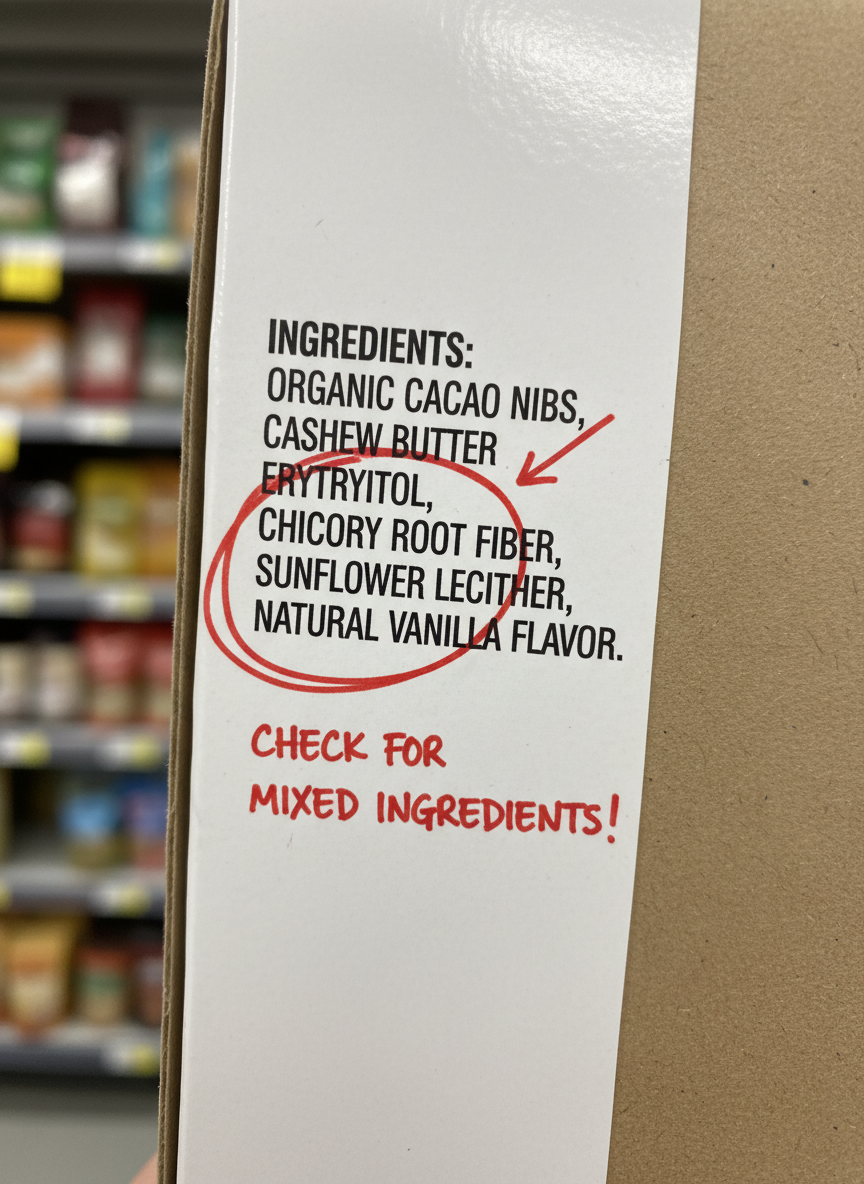 INGREDIENTS:
ORGANIC CACAO NIBS,
CASHEW BUTTER
ERYTRYITOL,
CHICORY ROOT FIBER,
SUNFLOWER LECITHER,
NATURAL VANILLA FLAVOR.
CHECK FOR
MIXED INGREDIENTS!